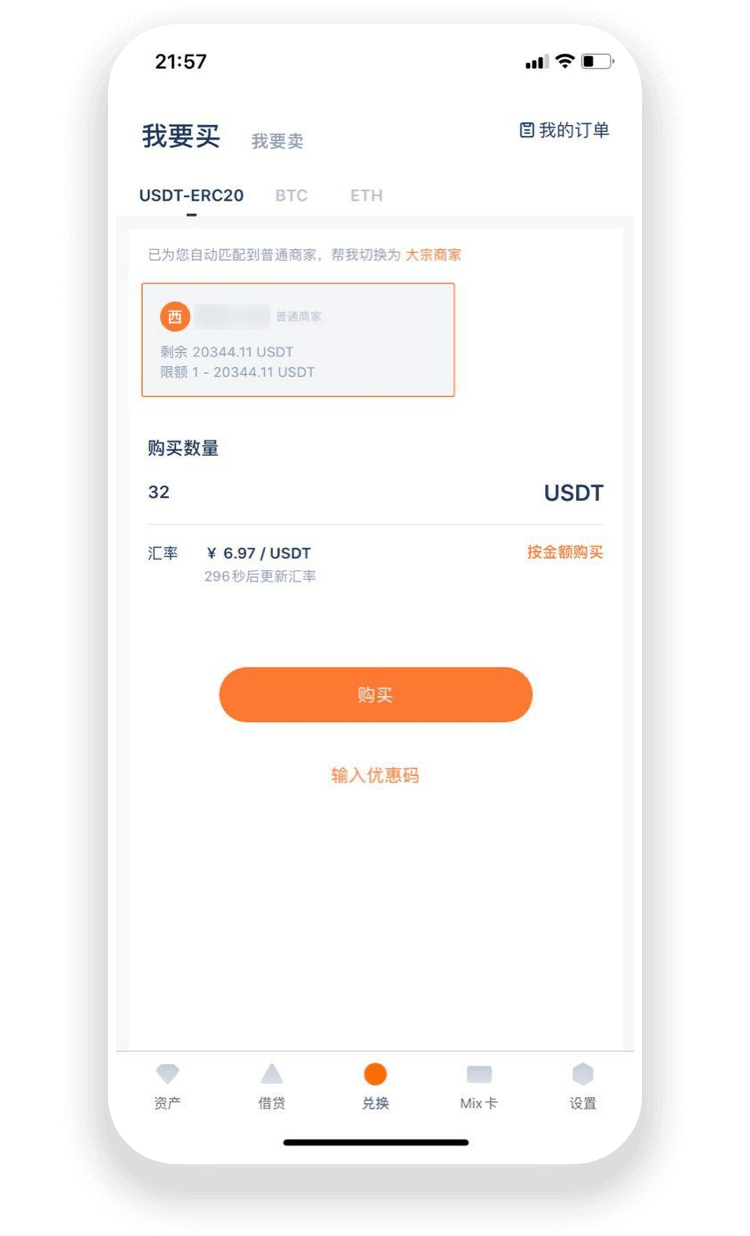 21:57
我要买 我要卖 我的订单
USDT-ERC20 BTC ETH
已为您自动匹配到普通商家，帮我切换为 大宗商家
西 普通商家
剩余 20344.11 USDT
限额 1 - 20344.11 USDT
购买数量
32 USDT
汇率 ¥ 6.97 / USDT 按金额购买
296秒后更新汇率
购买
输入优惠码
资产 借贷 兑换 Mix卡 设置